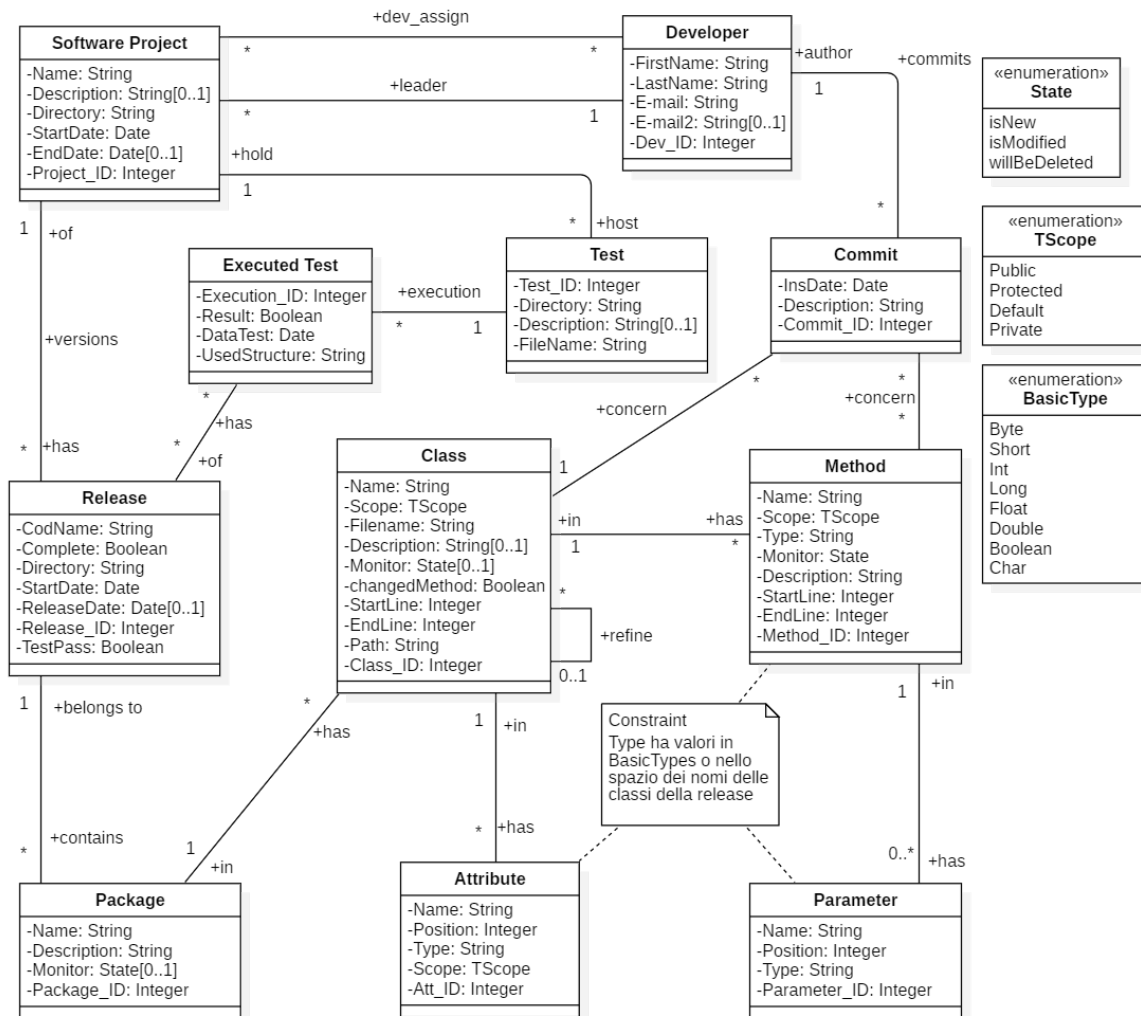 +dev_assign
Software Project
-Name: String
-Description: String[0..1]
-Directory: String
-StartDate: Date
-EndDate: Date[0..1]
-Project_ID: Integer
*
*
+leader
*
1
Developer
-FirstName: String
-LastName: String
-E-mail: String
-E-mail2: String[0..1]
-Dev_ID: Integer
+author
1
+commits
*
«enumeration»
State
isNew
isModified
willBeDeleted
+hold
1
*
+host
1
+of
+versions
*
+has
Executed Test
-Execution_ID: Integer
-Result: Boolean
-DataTest: Date
-UsedStructure: String
+execution
*
1
Test
-Test_ID: Integer
-Directory: String
-Description: String[0..1]
-FileName: String
Commit
-InsDate: Date
-Description: String
-Commit_ID: Integer
«enumeration»
TScope
Public
Protected
Default
Private
*
+has
*
+of
*
+concern
1
*
+concern
*
«enumeration»
BasicType
Byte
Short
Int
Long
Float
Double
Boolean
Char
Release
-CodName: String
-Complete: Boolean
-Directory: String
-StartDate: Date
-ReleaseDate: Date[0..1]
-Release_ID: Integer
-TestPass: Boolean
Class
-Name: String
-Scope: TScope
-Filename: String
-Description: String[0..1]
-Monitor: State[0..1]
-changedMethod: Boolean
-StartLine: Integer
-EndLine: Integer
-Path: String
-Class_ID: Integer
+in
1
+has
*
*
+refine
0..1
Method
-Name: String
-Scope: TScope
-Type: String
-Monitor: State
-Description: String
-StartLine: Integer
-EndLine: Integer
-Method_ID: Integer
1
+belongs to
*
+contains
*
+has
1
+in
1
+in
*
+has
Constraint
Type ha valori in
BasicTypes o nello
spazio dei nomi delle
classi della release
1
+in
0..*
+has
Package
-Name: String
-Description: String
-Monitor: State[0..1]
-Package_ID: Integer
Attribute
-Name: String
-Position: Integer
-Type: String
-Scope: TScope
-Att_ID: Integer
Parameter
-Name: String
-Position: Integer
-Type: String
-Parameter_ID: Integer